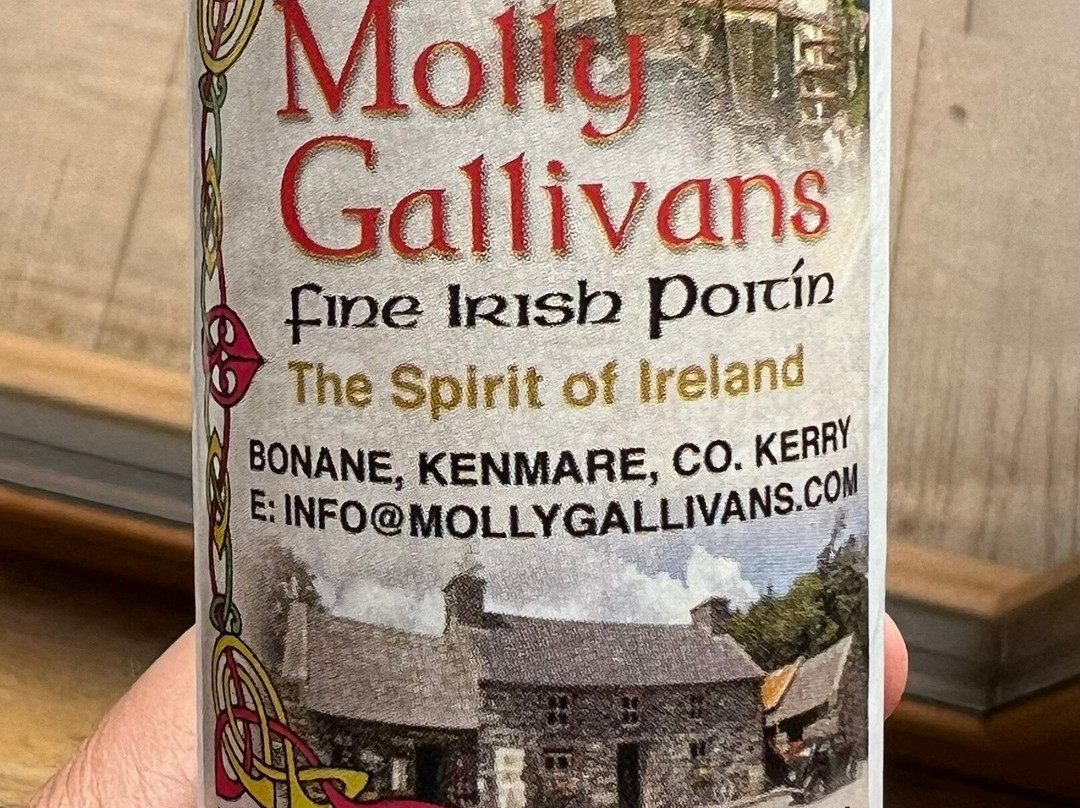 Molly
Gallivans
Fine Irish Poitín
The Spirit of Ireland
BONANE, KENMARE, CO. KERRY
E: INFO@MOLLYGALLIVANS.COM